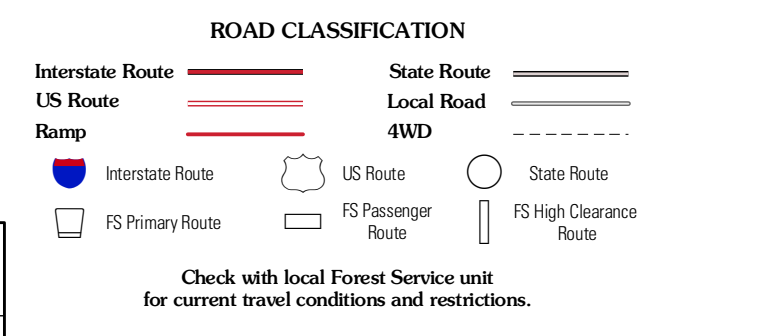 ROAD CLASSIFICATION
Interstate Route
State Route
US Route
Local Road
Ramp
4WD
Interstate Route
US Route
State Route
FS Primary Route
FS Passenger
Route
FS High Clearance
Route
Check with local Forest Service unit
for current travel conditions and restrictions.